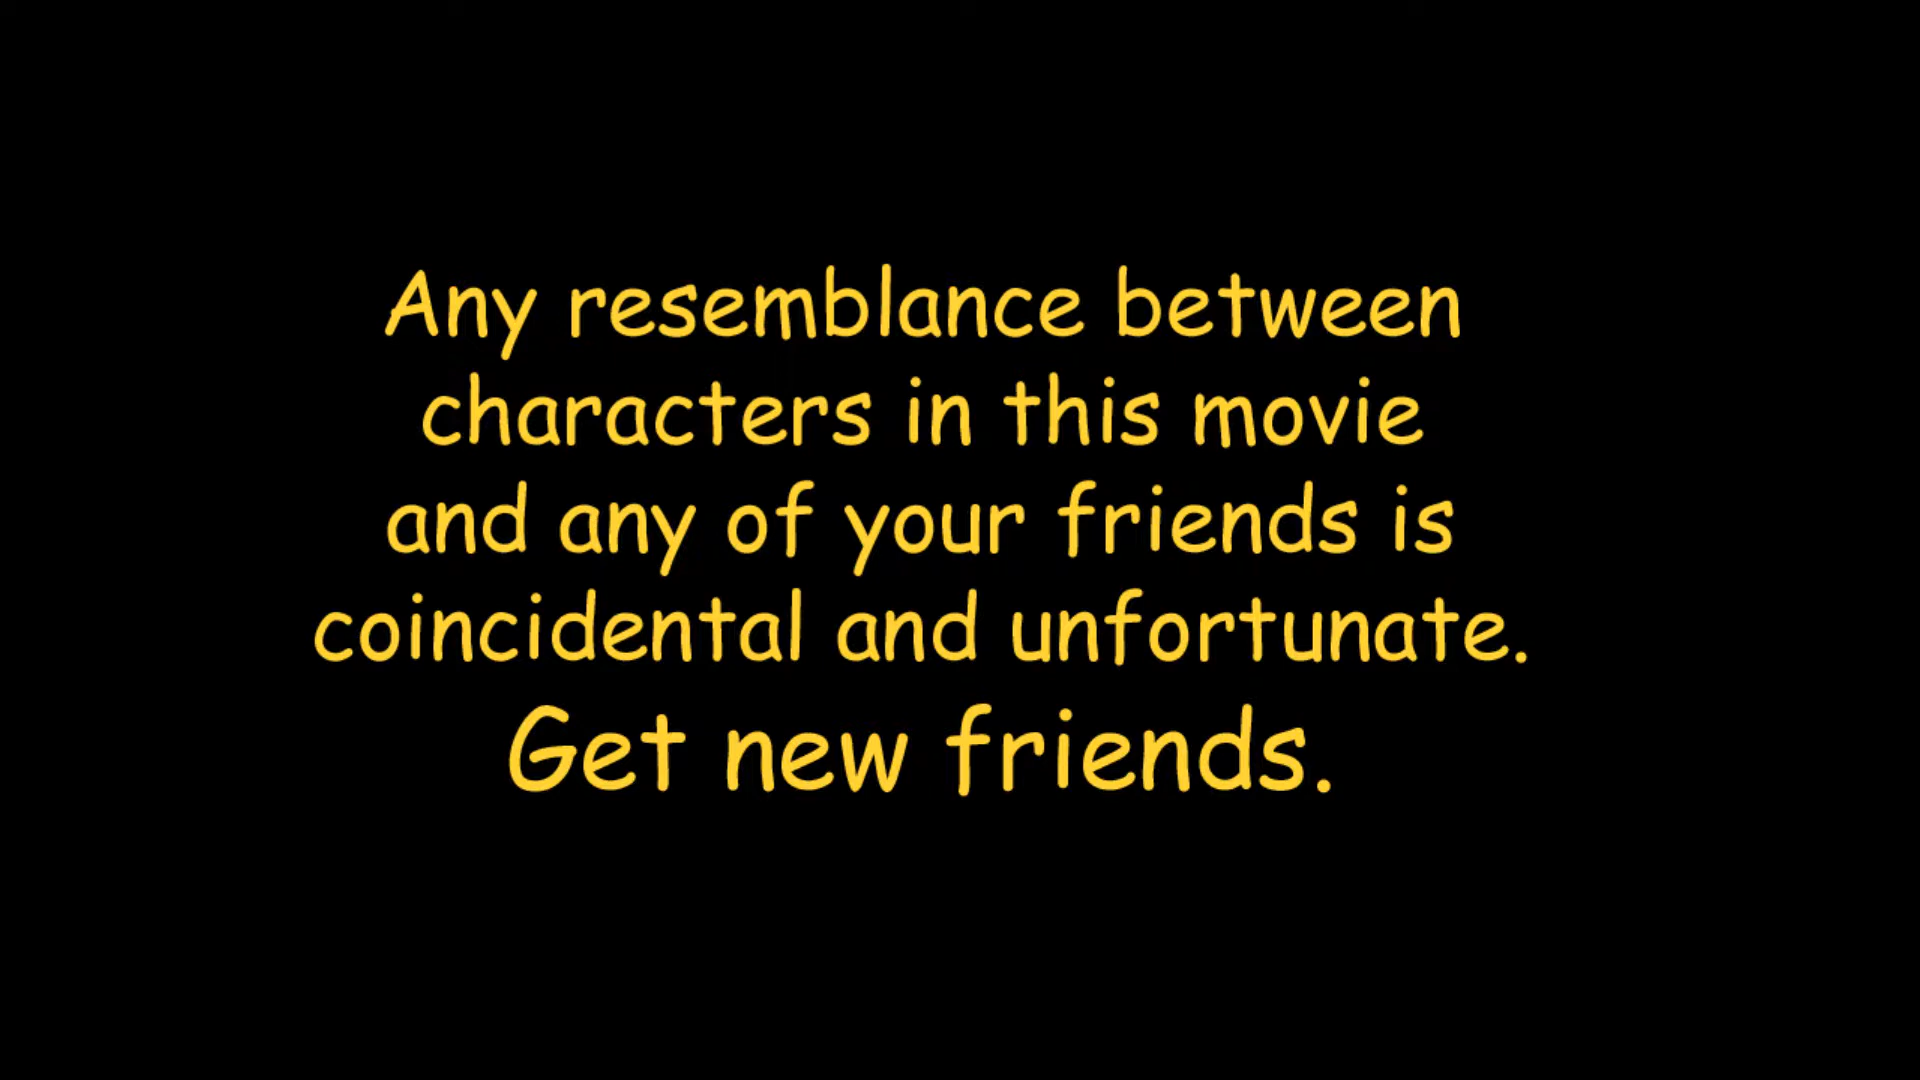 Any resemblance between
characters in this movie
and any of your friends is
coincidental and unfortunate.
Get new friends.